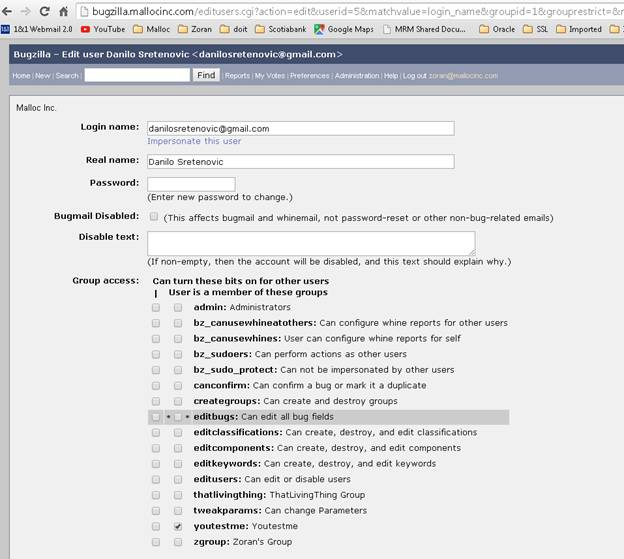 bugzilla.mallocinc.com/editusers.cgi?action=edit&userid=5&matchvalue=login_name&groupid=1&grouprestrict=&
1&1 Webmail 2.0 YouTube Malloc Zoran doit Scotiabank Google Maps MRM Shared Docu... Oracle SSL Imported
Bugzilla – Edit user Danilo Sretenovic <danilosretenovic@gmail.com>
Home | New | Search | Find Reports | My Votes | Preferences | Administration | Help | Log out zoran@mallocinc.com
Malloc Inc.
Login name: danilosretenovic@gmail.com
Impersonate this user
Real name: Danilo Sretenovic
Password:
(Enter new password to change.)
Bugmail Disabled: (This affects bugmail and whinemail, not password-reset or other non-bug-related emails)
Disable text:
(If non-empty, then the account will be disabled, and this text should explain why.)
Group access: Can turn these bits on for other users
| User is a member of these groups
admin: Administrators
bz_canusewhineatothers: Can configure whine reports for other users
bz_canusewhines: User can configure whine reports for self
bz_sudoers: Can perform actions as other users
bz_sudo_protect: Can not be impersonated by other users
canconfirm: Can confirm a bug or mark it a duplicate
creategroups: Can create and destroy groups
* * editbugs: Can edit all bug fields
editclassifications: Can create, destroy, and edit classifications
editcomponents: Can create, destroy, and edit components
editkeywords: Can create, destroy, and edit keywords
editusers: Can edit or disable users
thatlivingthing: ThatLivingThing Group
tweakparams: Can change Parameters
youtestme: Youtestme
zgroup: Zoran's Group